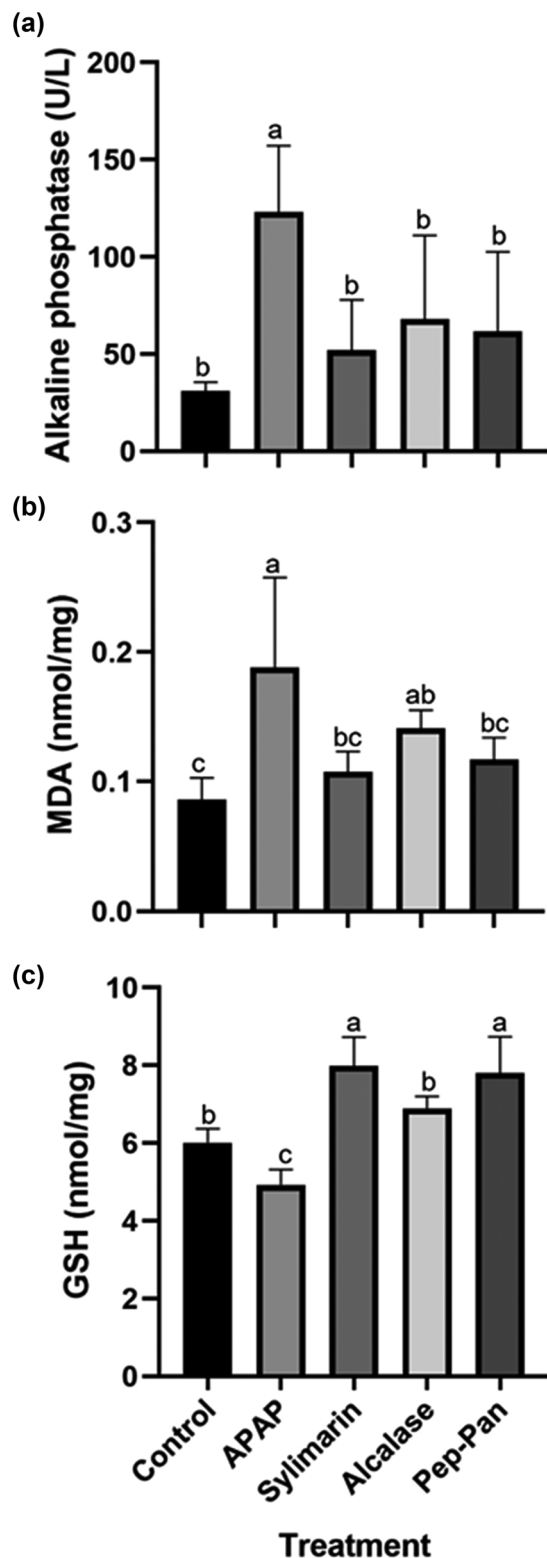 (a)
Alkaline phosphatase (U/L)
200
150
100
50
0
b
a
b
b
b
(b)
MDA (nmol/mg)
0.3
0.2
0.1
0.0
c
a
bc
ab
bc
(c)
GSH (nmol/mg)
10
8
6
4
2
0
b
c
a
b
a
Control
APAP
Sylimarin
Alcalase
Pep-Pan
Treatment